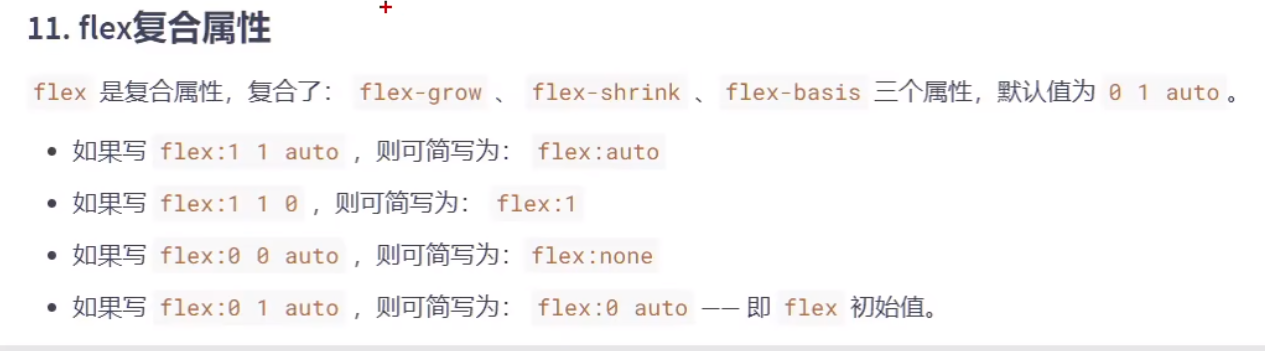 11. flex复合属性
flex 是复合属性，复合了： flex-grow 、 flex-shrink 、 flex-basis 三个属性，默认值为 0 1 auto 。
• 如果写 flex:1 1 auto ，则可简写为： flex:auto
• 如果写 flex:1 1 0 ，则可简写为： flex:1
• 如果写 flex:0 0 auto ，则可简写为： flex:none
• 如果写 flex:0 1 auto ，则可简写为： flex:0 auto —— 即 flex 初始值。